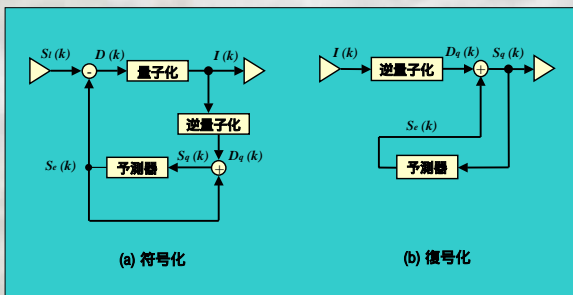 Sl (k)
D (k)
量子化
I (k)
-
逆量子化
Se (k)
予測器
Sq (k)
Dq (k)
+
(a) 符号化
I (k)
逆量子化
Dq (k)
+
Sq (k)
Se (k)
予測器
(b) 復号化